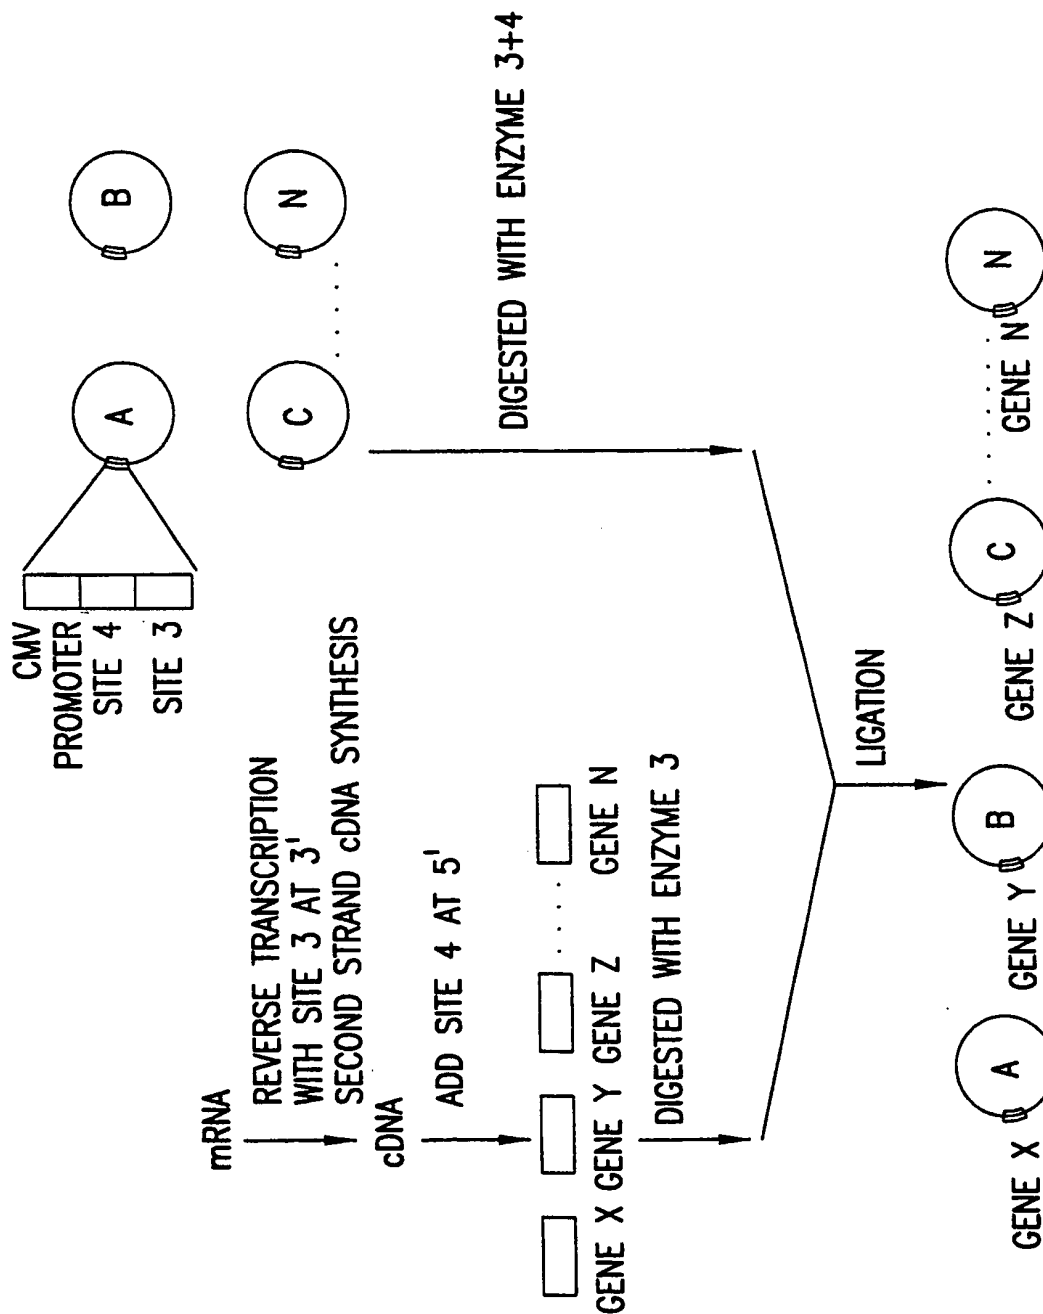 mRNA
REVERSE TRANSCRIPTION
WITH SITE 3 AT 3'
SECOND STRAND cDNA SYNTHESIS
cDNA
ADD SITE 4 AT 5'
GENE X GENE Y GENE Z GENE N
DIGESTED WITH ENZYME 3
CMV
PROMOTER
SITE 4
SITE 3
A B
C N
DIGESTED WITH ENZYME 3+4
LIGATION
A B C N
GENE X GENE Y GENE Z GENE N